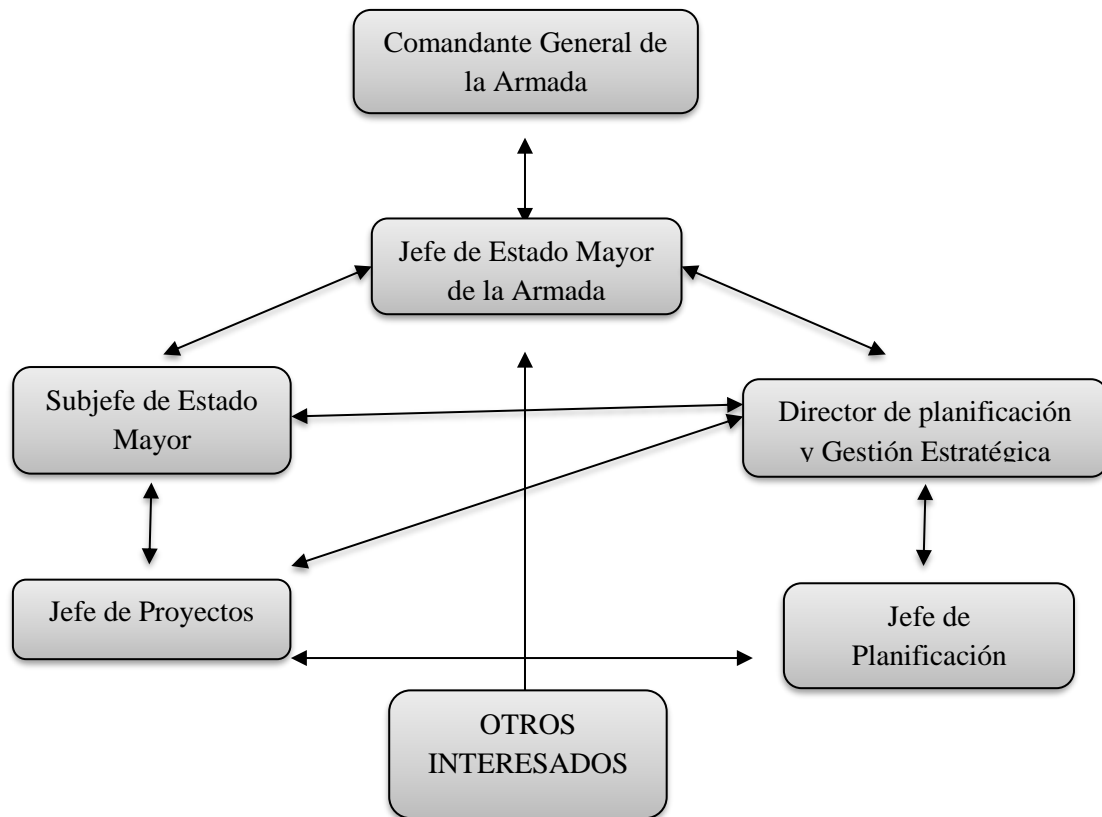 Comandante General de
la Armada
Jefe de Estado Mayor
de la Armada
Subjefe de Estado
Mayor
Director de planificación
y Gestión Estratégica
Jefe de Proyectos
Jefe de
Planificación
OTROS
INTERESADOS